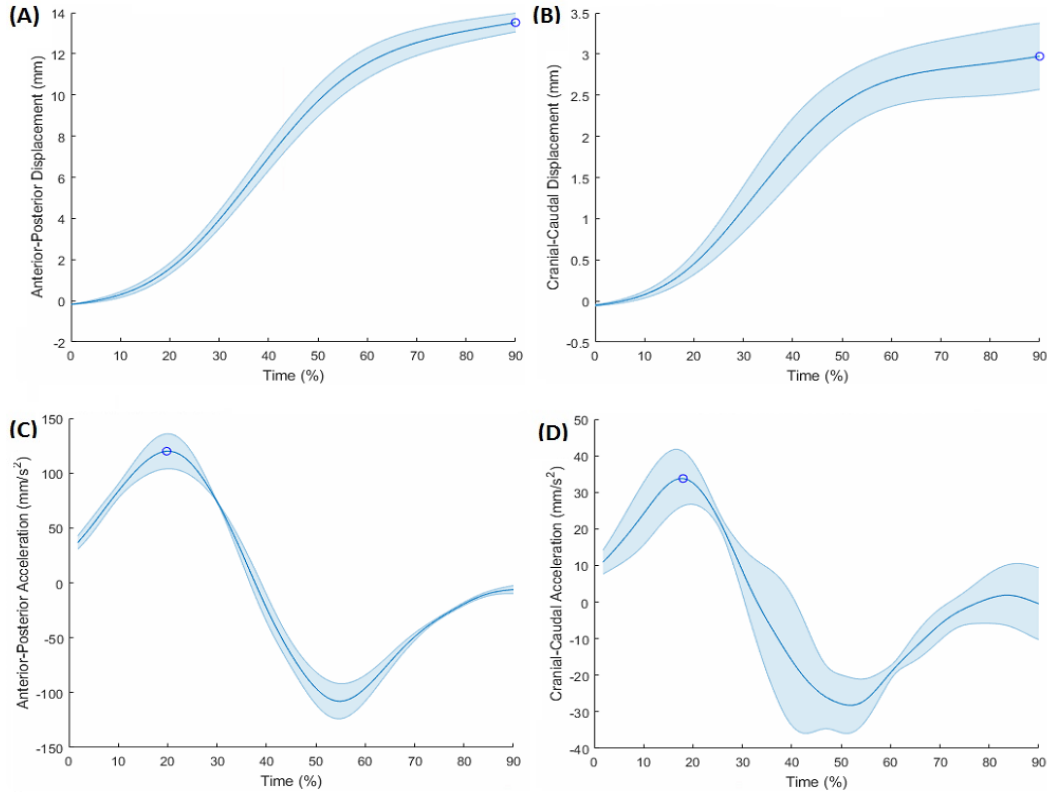 (A)
Anterior-Posterior Displacement (mm)
14
12
10
8
6
4
2
0
-2
0 10 20 30 40 50 60 70 80 90
Time (%)
(B)
Cranial-Caudal Displacement (mm)
3.5
3
2.5
2
1.5
1
0.5
0
-0.5
0 10 20 30 40 50 60 70 80 90
Time (%)
(C)
Anterior-Posterior Acceleration (mm/s²)
150
100
50
0
-50
-100
-150
0 10 20 30 40 50 60 70 80 90
Time (%)
(D)
Cranial-Caudal Acceleration (mm/s²)
50
40
30
20
10
0
-10
-20
-30
-40
0 10 20 30 40 50 60 70 80 90
Time (%)